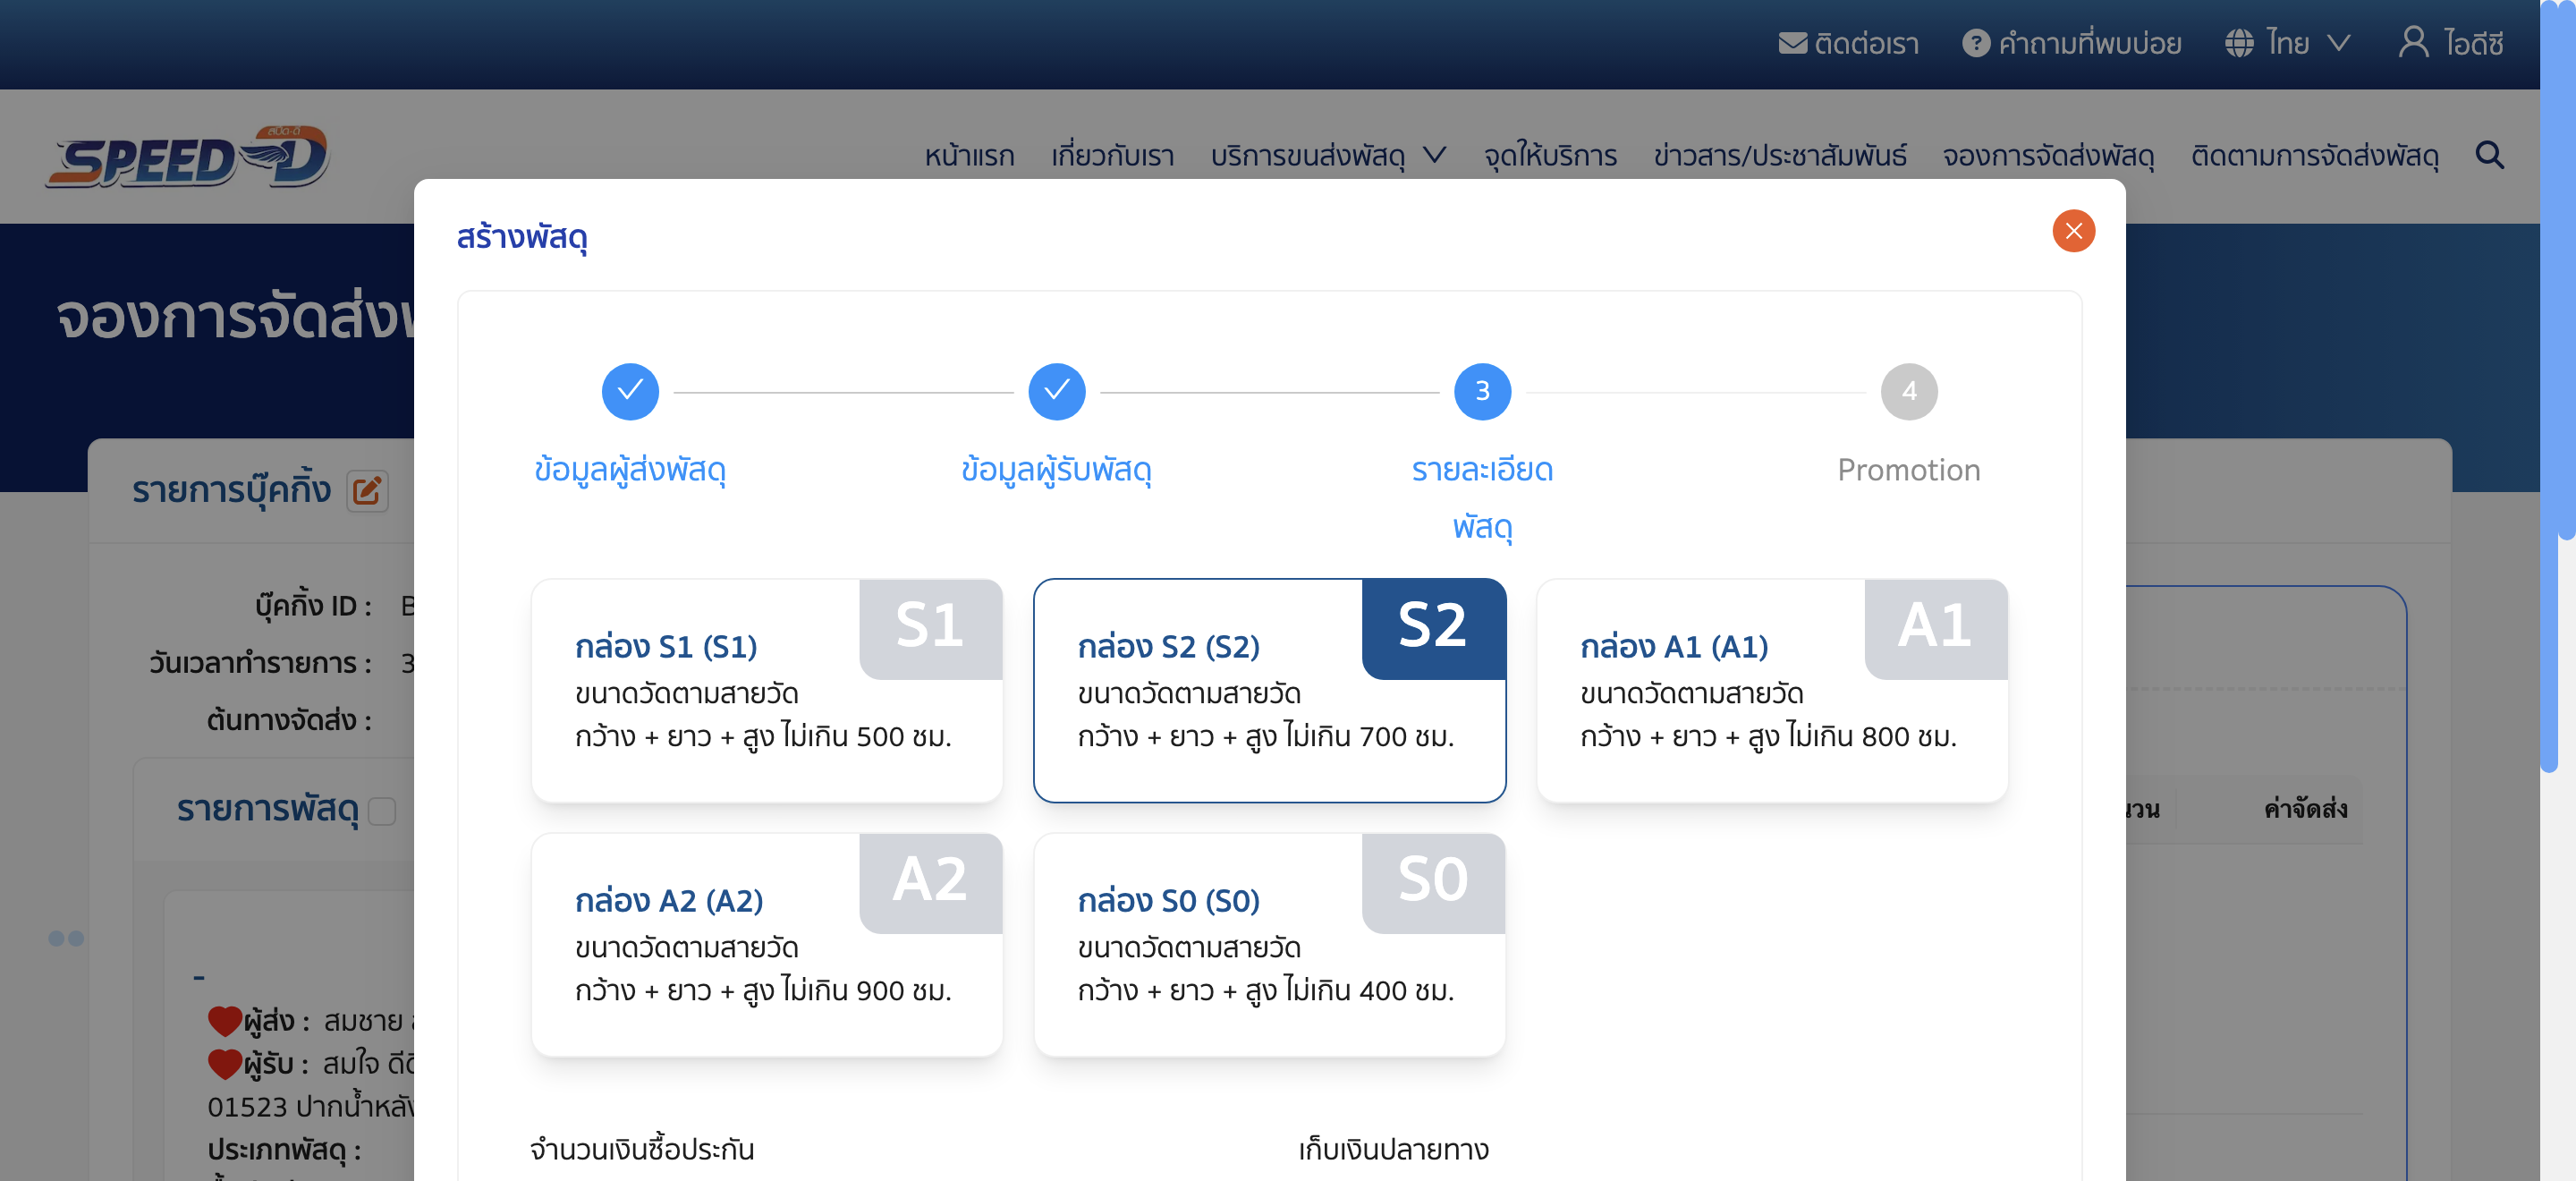 ติดต่อเรา คำถามที่พบบ่อย ไทย ไอดีซี
สปีด-ดี
SPEED-D
หน้าแรก เกี่ยวกับเรา บริการขนส่งพัสดุ จุดให้บริการ ข่าวสาร/ประชาสัมพันธ์ จองการจัดส่งพัสดุ ติดตามการจัดส่งพัสดุ
จองการจัดส่งพ
สร้างพัสดุ
3
4
ข้อมูลผู้ส่งพัสดุ
ข้อมูลผู้รับพัสดุ
รายละเอียด
พัสดุ
Promotion
กล่อง S1 (S1)
S1
ขนาดวัดตามสายวัด
กว้าง + ยาว + สูง ไม่เกิน 500 ซม.
กล่อง S2 (S2)
S2
ขนาดวัดตามสายวัด
กว้าง + ยาว + สูง ไม่เกิน 700 ซม.
กล่อง A1 (A1)
A1
ขนาดวัดตามสายวัด
กว้าง + ยาว + สูง ไม่เกิน 800 ซม.
กล่อง A2 (A2)
A2
ขนาดวัดตามสายวัด
กว้าง + ยาว + สูง ไม่เกิน 900 ซม.
กล่อง S0 (S0)
S0
ขนาดวัดตามสายวัด
กว้าง + ยาว + สูง ไม่เกิน 400 ซม.
จำนวนเงินซื้อประกัน
เก็บเงินปลายทาง
รายการบุ๊คกิ้ง
บุ๊คกิ้ง ID : B
วันเวลาทำรายการ : 3
ต้นทางจัดส่ง :
รายการพัสดุ
-
ผู้ส่ง : สมชาย
ผู้รับ : สมใจ
01523 ปากน้ำหลัง
ประเภทพัสดุ :
ค่าจัดส่ง